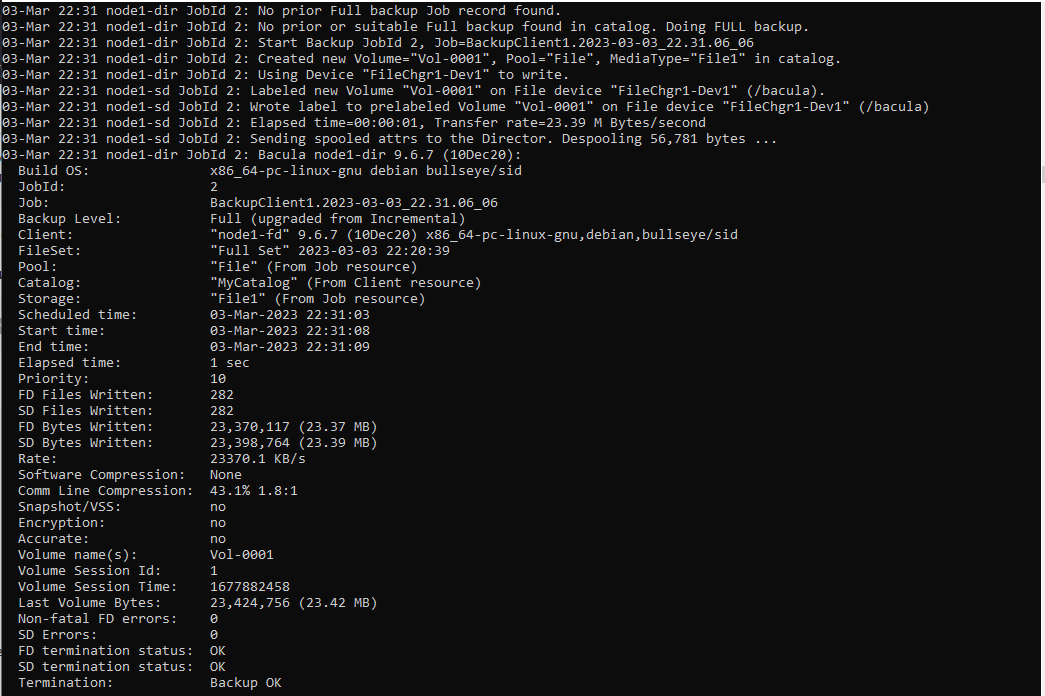 03-Mar 22:31 node1-dir JobId 2: No prior Full backup Job record found.
03-Mar 22:31 node1-dir JobId 2: No prior or suitable Full backup found in catalog. Doing FULL backup.
03-Mar 22:31 node1-dir JobId 2: Start Backup JobId 2, Job=BackupClient1.2023-03-03_22.31.06_06
03-Mar 22:31 node1-dir JobId 2: Created new Volume="Vol-0001", Pool="File", MediaType="File1" in catalog.
03-Mar 22:31 node1-dir JobId 2: Using Device "FileChgr1-Dev1" to write.
03-Mar 22:31 node1-sd JobId 2: Labeled new Volume "Vol-0001" on File device "FileChgr1-Dev1" (/bacula).
03-Mar 22:31 node1-sd JobId 2: Wrote label to prelabeled Volume "Vol-0001" on File device "FileChgr1-Dev1" (/bacula)
03-Mar 22:31 node1-sd JobId 2: Elapsed time=00:00:01, Transfer rate=23.39 M Bytes/second
03-Mar 22:31 node1-sd JobId 2: Sending spooled attrs to the Director. Despooling 56,781 bytes ...
03-Mar 22:31 node1-dir JobId 2: Bacula node1-dir 9.6.7 (10Dec20):
Build OS: x86_64-pc-linux-gnu debian bullseye/sid
JobId: 2
Job: BackupClient1.2023-03-03_22.31.06_06
Backup Level: Full (upgraded from Incremental)
Client: "node1-fd" 9.6.7 (10Dec20) x86_64-pc-linux-gnu,debian,bullseye/sid
FileSet: "Full Set" 2023-03-03 22:20:39
Pool: "File" (From Job resource)
Catalog: "MyCatalog" (From Client resource)
Storage: "File1" (From Job resource)
Scheduled time: 03-Mar-2023 22:31:03
Start time: 03-Mar-2023 22:31:08
End time: 03-Mar-2023 22:31:09
Elapsed time: 1 sec
Priority: 10
FD Files Written: 282
SD Files Written: 282
FD Bytes Written: 23,370,117 (23.37 MB)
SD Bytes Written: 23,398,764 (23.39 MB)
Rate: 23370.1 KB/s
Software Compression: None
Comm Line Compression: 43.1% 1.8:1
Snapshot/VSS: no
Encryption: no
Accurate: no
Volume name(s): Vol-0001
Volume Session Id: 1
Volume Session Time: 1677882458
Last Volume Bytes: 23,424,756 (23.42 MB)
Non-fatal FD errors: 0
SD Errors: 0
FD termination status: OK
SD termination status: OK
Termination: Backup OK